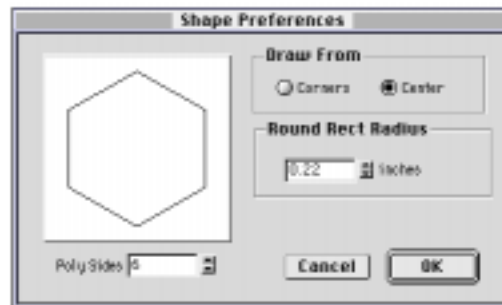 Shape Preferences
Draw From
Corners Center
Round Rect Radius
0.22 inches
Poly Sides 6
Cancel OK